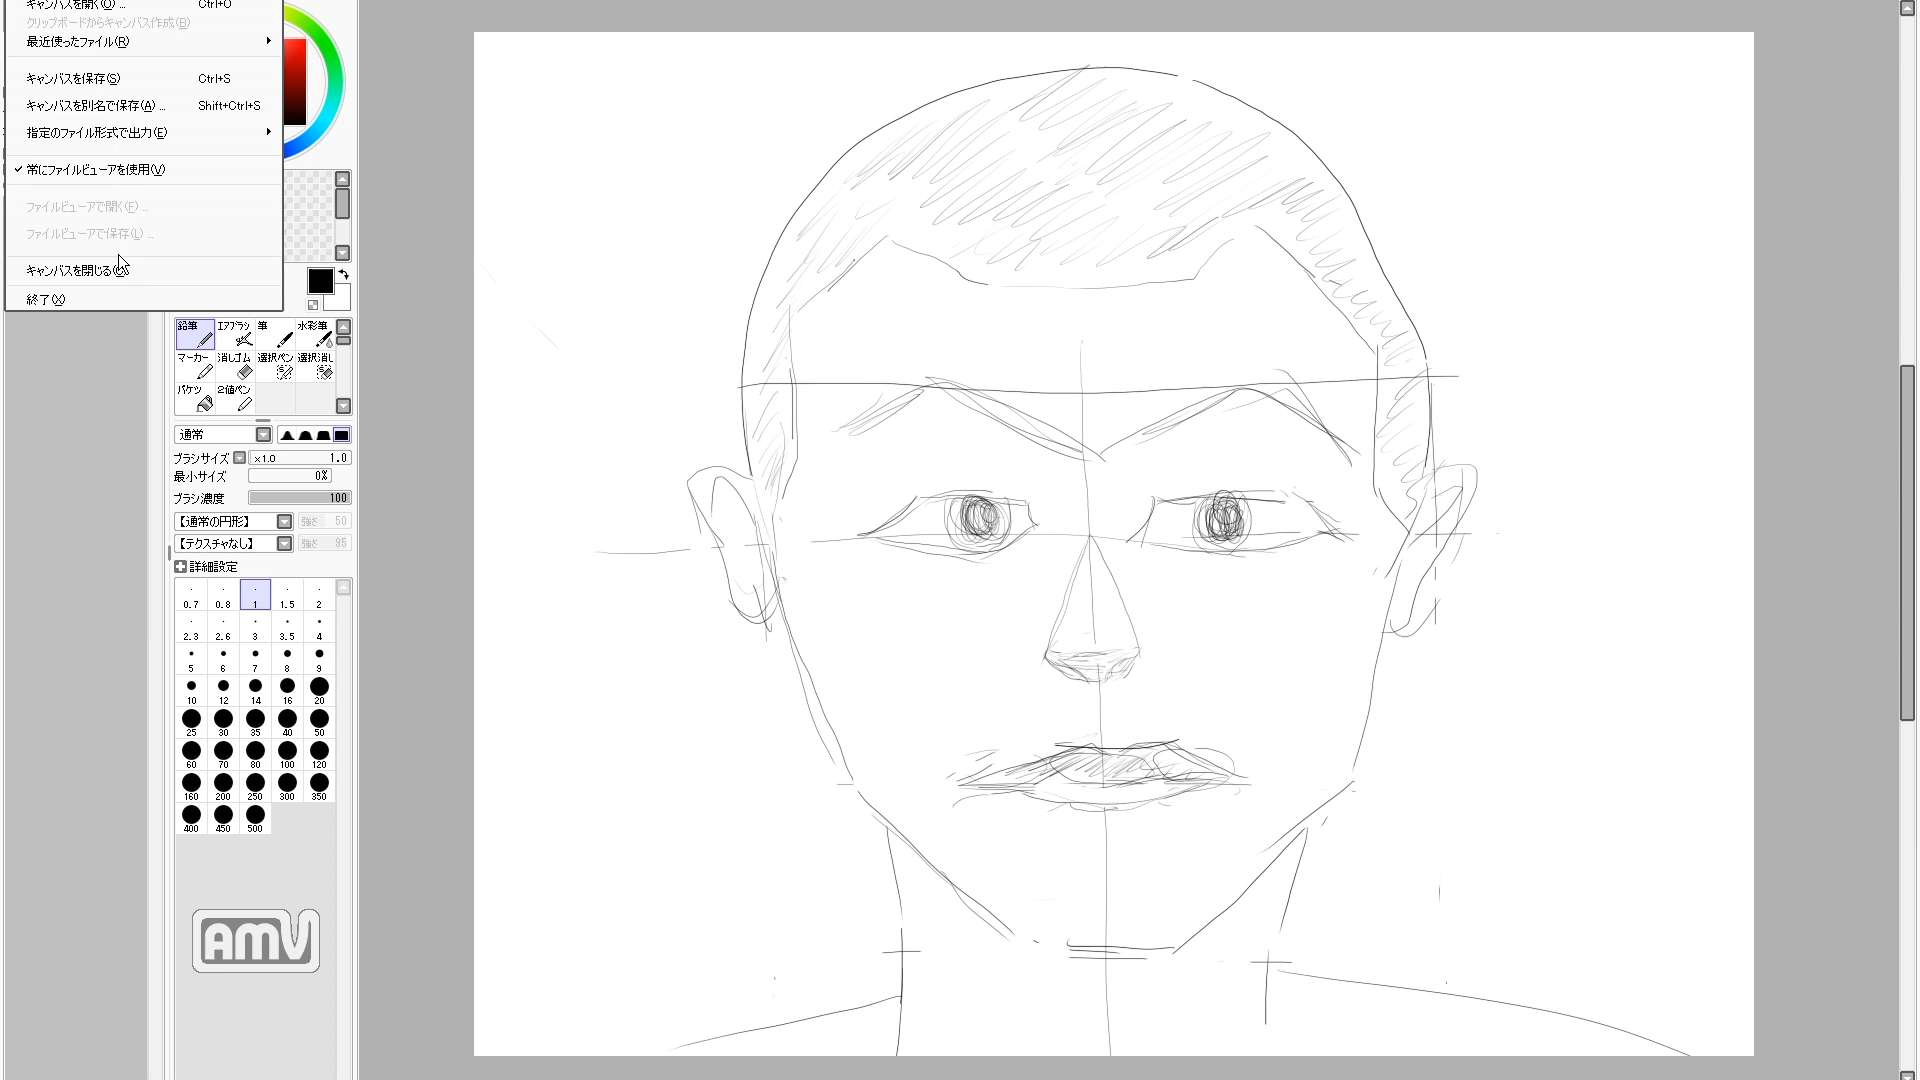 キャンバスを開く(O) ... Ctrl+O
クリップボードからキャンバス作成(B)
最近使ったファイル(R)
キャンバスを保存(S) Ctrl+S
キャンバスを別名で保存(A) ... Shift+Ctrl+S
指定のファイル形式で出力(E)
常にファイルビューアを使用(V)
ファイルビューアで開く(F) ...
ファイルビューアで保存(L) ...
キャンバスを閉じる(C)
終了(X)
鉛筆 エアブラシ 筆 水彩筆
マーカー 消しゴム 選択ペン 選択消し
バケツ 2値ペン
通常
ブラシサイズ ×1.0 1.0
最小サイズ 0%
ブラシ濃度 100
【通常の円形】 強さ 50
【テクスチャなし】 強さ 95
詳細設定
0.7 0.8 1 1.5 2
2.3 2.6 3 3.5 4
5 6 7 8 9
10 12 14 16 20
25 30 35 40 50
60 70 80 100 120
160 200 250 300 350
400 450 500
AMV